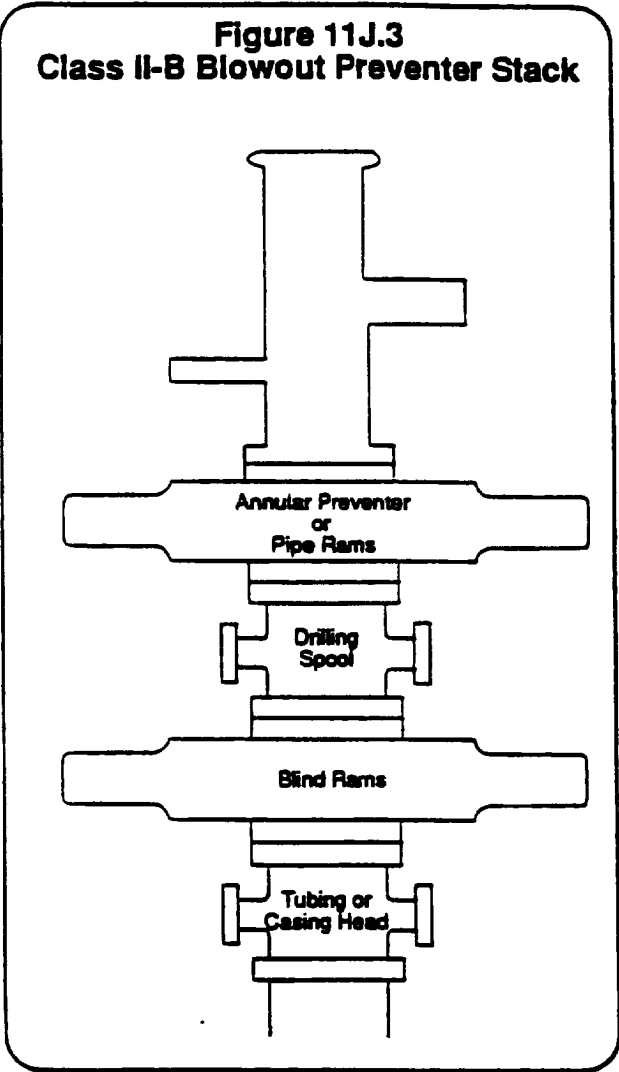 Figure 11J.3
Class II-B Blowout Preventer Stack
Annular Preventer
or
Pipe Rams
Drilling
Spool
Blind Rams
Tubing or
Casing Head